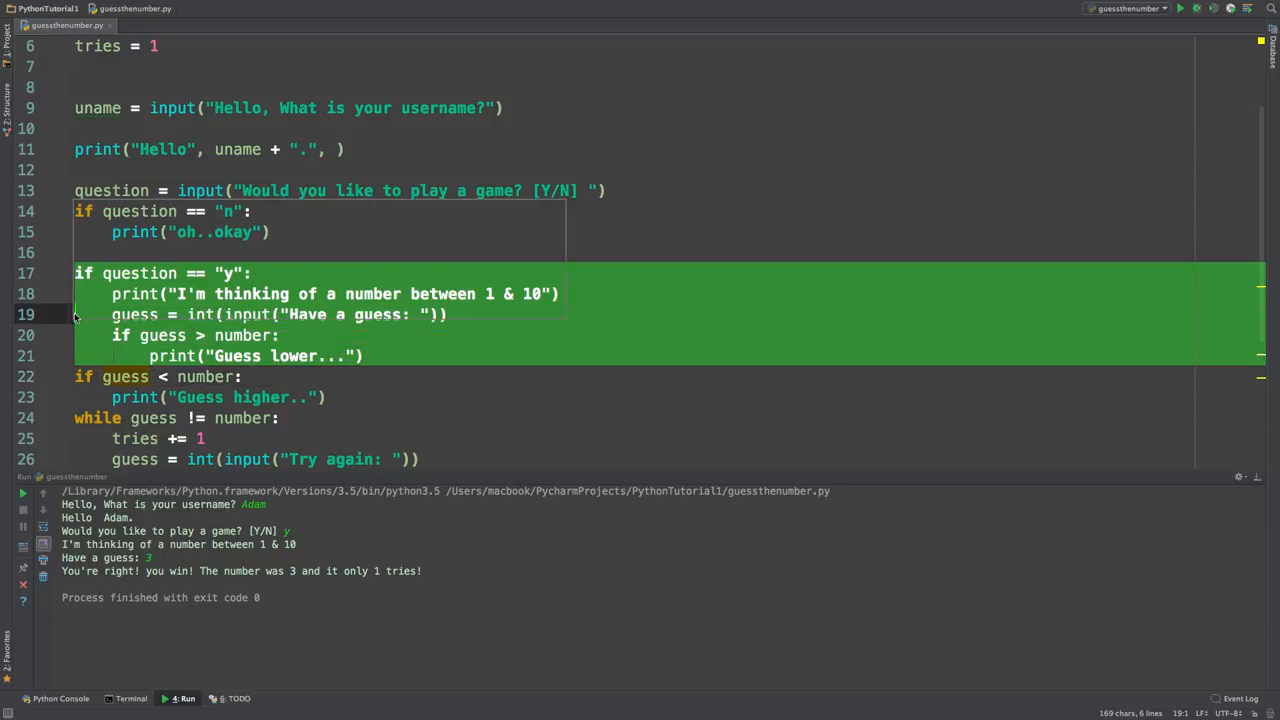 PythonTutorial1 guessthenumber.py
guessthenumber
guessthenumber.py
1: Project
Z: Structure
2: Favorites
Database
6 tries = 1
7
8
9 uname = input("Hello, What is your username?")
10
11 print("Hello", uname + ".", )
12
13 question = input("Would you like to play a game? [Y/N] ")
14 if question == "n":
15 print("oh..okay")
16
17 if question == "y":
18 print("I'm thinking of a number between 1 & 10")
19 guess = int(input("Have a guess: "))
20 if guess > number:
21 print("Guess lower...")
22 if guess < number:
23 print("Guess higher..")
24 while guess != number:
25 tries += 1
26 guess = int(input("Try again: "))
Run guessthenumber
/Library/Frameworks/Python.framework/Versions/3.5/bin/python3.5 /Users/macbook/PycharmProjects/PythonTutorial1/guessthenumber.py
Hello, What is your username? Adam
Hello  Adam.
Would you like to play a game? [Y/N] y
I'm thinking of a number between 1 & 10
Have a guess: 3
You're right! you win! The number was 3 and it only 1 tries!
Process finished with exit code 0
Python Console Terminal 4: Run 6: TODO Event Log
169 chars, 6 lines 19:1 LF÷ UTF-8÷